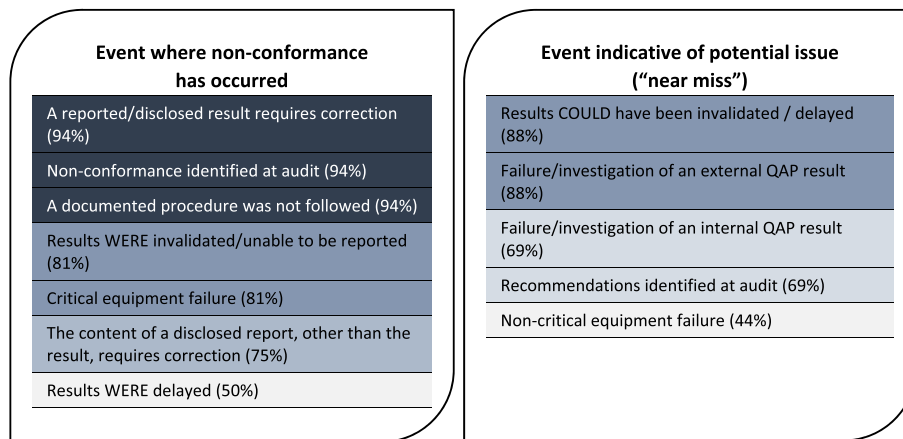 Event where non-conformance
has occurred
A reported/disclosed result requires correction
(94%)
Non-conformance identified at audit (94%)
A documented procedure was not followed (94%)
Results WERE invalidated/unable to be reported
(81%)
Critical equipment failure (81%)
The content of a disclosed report, other than the
result, requires correction (75%)
Results WERE delayed (50%)
Event indicative of potential issue
(“near miss”)
Results COULD have been invalidated / delayed
(88%)
Failure/investigation of an external QAP result
(88%)
Failure/investigation of an internal QAP result
(69%)
Recommendations identified at audit (69%)
Non-critical equipment failure (44%)